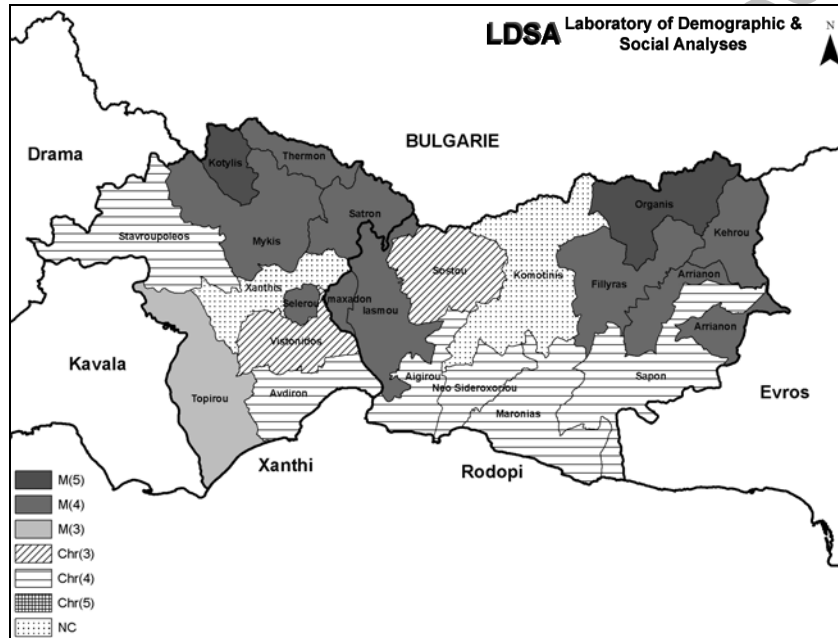 LDSA Laboratory of Demographic &
Social Analyses
N
BULGARIE
Drama
Kotylis
Thermon
Organis
Satron
Kehrou
Stavroupoleos
Mykis
Sostou
Komotinis
Arrianon
Xanthis
Selerou
Amaxadon
Iasmou
Fillyras
Arrianon
Vistonidos
Kavala
Topirou
Avdiron
Aigirou
Neo Sideroxoriou
Sapon
Maronias
Evros
Xanthi
Rodopi
M(5)
M(4)
M(3)
Chr(3)
Chr(4)
Chr(5)
NC